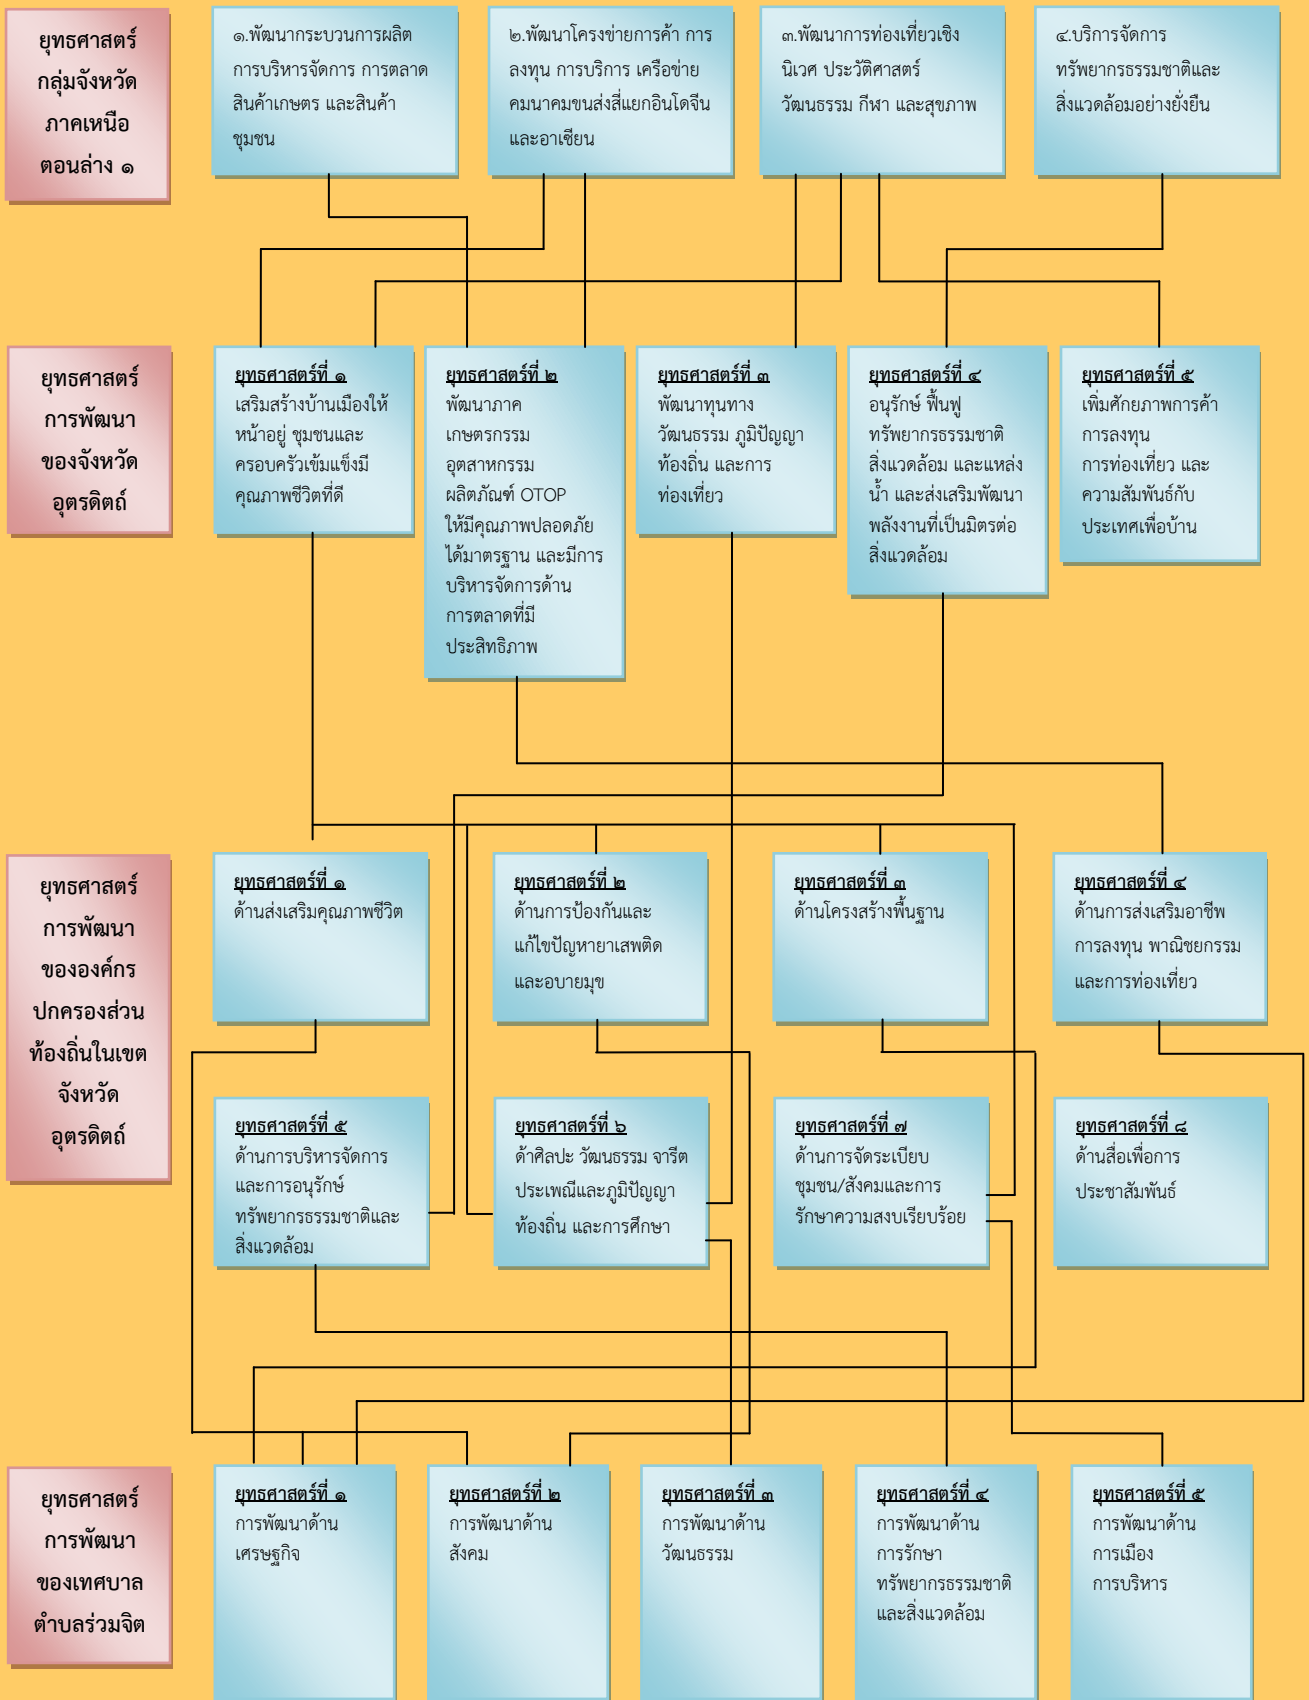 ยุทธศาสตร์
กลุ่มจังหวัด
ภาคเหนือ
ตอนล่าง ๑
๑.พัฒนากระบวนการผลิต
การบริหารจัดการ การตลาด
สินค้าเกษตร และสินค้า
ชุมชน
๒.พัฒนาโครงข่ายการค้า การ
ลงทุน การบริการ เครือข่าย
คมนาคมขนส่งสี่แยกอินโดจีน
และอาเซียน
๓.พัฒนาการท่องเที่ยวเชิง
นิเวศ ประวัติศาสตร์
วัฒนธรรม กีฬา และสุขภาพ
๔.บริการจัดการ
ทรัพยากรธรรมชาติและ
สิ่งแวดล้อมอย่างยั่งยืน
ยุทธศาสตร์
การพัฒนา
ของจังหวัด
อุตรดิตถ์
ยุทธศาสตร์ที่ ๑
เสริมสร้างบ้านเมืองให้
หน้าอยู่ ชุมชนและ
ครอบครัวเข้มแข็งมี
คุณภาพชีวิตที่ดี
ยุทธศาสตร์ที่ ๒
พัฒนาภาค
เกษตรกรรม
อุตสาหกรรม
ผลิตภัณฑ์ OTOP
ให้มีคุณภาพปลอดภัย
ได้มาตรฐาน และมีการ
บริหารจัดการด้าน
การตลาดที่มี
ประสิทธิภาพ
ยุทธศาสตร์ที่ ๓
พัฒนาทุนทาง
วัฒนธรรม ภูมิปัญญา
ท้องถิ่น และการ
ท่องเที่ยว
ยุทธศาสตร์ที่ ๔
อนุรักษ์ ฟื้นฟู
ทรัพยากรธรรมชาติ
สิ่งแวดล้อม และแหล่ง
น้ำ และส่งเสริมพัฒนา
พลังงานที่เป็นมิตรต่อ
สิ่งแวดล้อม
ยุทธศาสตร์ที่ ๕
เพิ่มศักยภาพการค้า
การลงทุน
การท่องเที่ยว และ
ความสัมพันธ์กับ
ประเทศเพื่อบ้าน
ยุทธศาสตร์
การพัฒนา
ขององค์กร
ปกครองส่วน
ท้องถิ่นในเขต
จังหวัด
อุตรดิตถ์
ยุทธศาสตร์ที่ ๑
ด้านส่งเสริมคุณภาพชีวิต
ยุทธศาสตร์ที่ ๒
ด้านการป้องกันและ
แก้ไขปัญหายาเสพติด
และอบายมุข
ยุทธศาสตร์ที่ ๓
ด้านโครงสร้างพื้นฐาน
ยุทธศาสตร์ที่ ๔
ด้านการส่งเสริมอาชีพ
การลงทุน พาณิชยกรรม
และการท่องเที่ยว
ยุทธศาสตร์ที่ ๕
ด้านการบริหารจัดการ
และการอนุรักษ์
ทรัพยากรธรรมชาติและ
สิ่งแวดล้อม
ยุทธศาสตร์ที่ ๖
ด้าศิลปะ วัฒนธรรม จารีต
ประเพณีและภูมิปัญญา
ท้องถิ่น และการศึกษา
ยุทธศาสตร์ที่ ๗
ด้านการจัดระเบียบ
ชุมชน/สังคมและการ
รักษาความสงบเรียบร้อย
ยุทธศาสตร์ที่ ๘
ด้านสื่อเพื่อการ
ประชาสัมพันธ์
ยุทธศาสตร์
การพัฒนา
ของเทศบาล
ตำบลร่วมจิต
ยุทธศาสตร์ที่ ๑
การพัฒนาด้าน
เศรษฐกิจ
ยุทธศาสตร์ที่ ๒
การพัฒนาด้าน
สังคม
ยุทธศาสตร์ที่ ๓
การพัฒนาด้าน
วัฒนธรรม
ยุทธศาสตร์ที่ ๔
การพัฒนาด้าน
การรักษา
ทรัพยากรธรรมชาติ
และสิ่งแวดล้อม
ยุทธศาสตร์ที่ ๕
การพัฒนาด้าน
การเมือง
การบริหาร